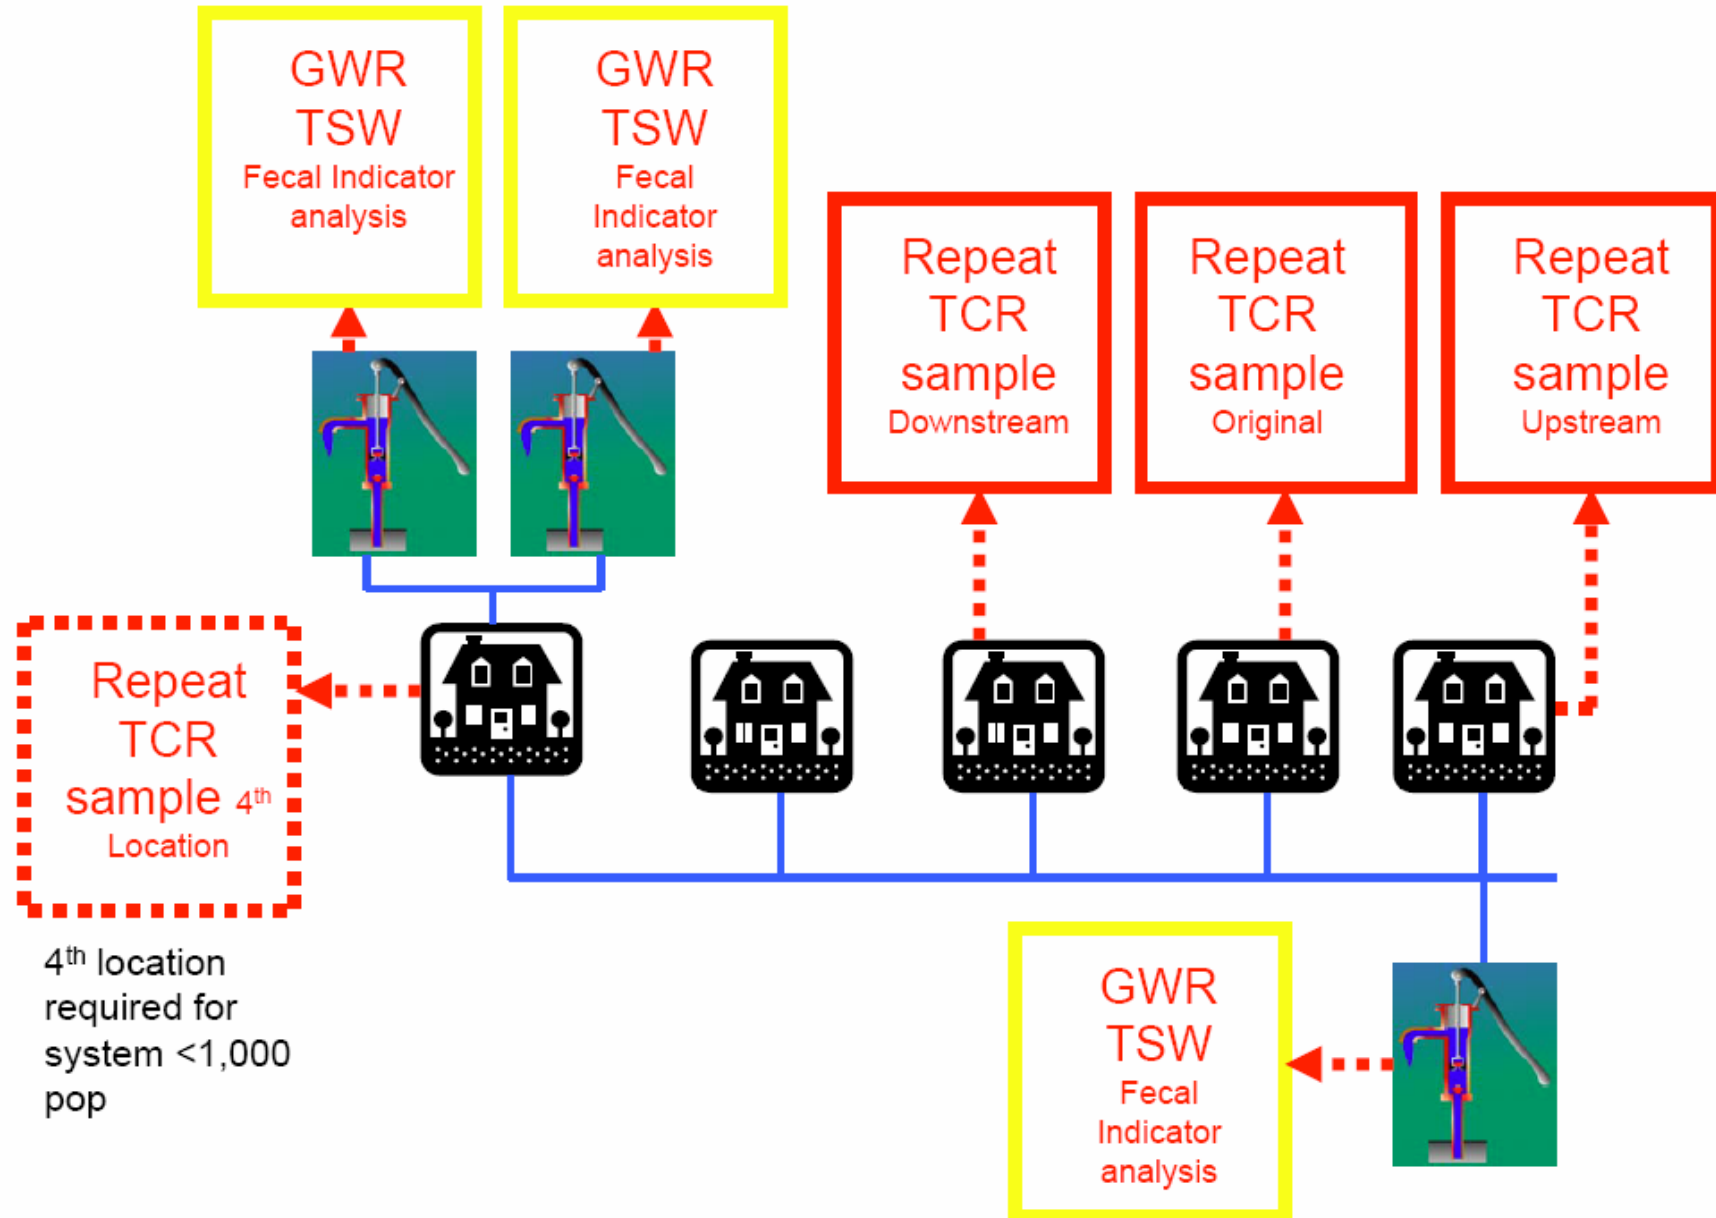 GWR
TSW
Fecal Indicator
analysis
GWR
TSW
Fecal
Indicator
analysis
Repeat
TCR
sample
Downstream
Repeat
TCR
sample
Original
Repeat
TCR
sample
Upstream
Repeat
TCR
sample 4th
Location
4th location
required for
system <1,000
pop
GWR
TSW
Fecal
Indicator
analysis